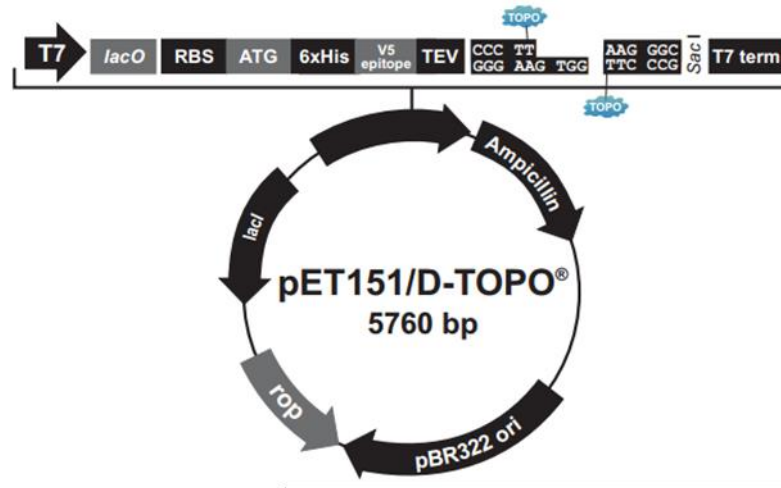 TOPO
T7 lacO RBS ATG 6xHis V5 epitope TEV CCC TT AAG GGC SacI T7 term
GGG AAG TGG TTC CCG
TOPO
Ampicillin
lacI
pET151/D-TOPO®
5760 bp
rop
pBR322 ori